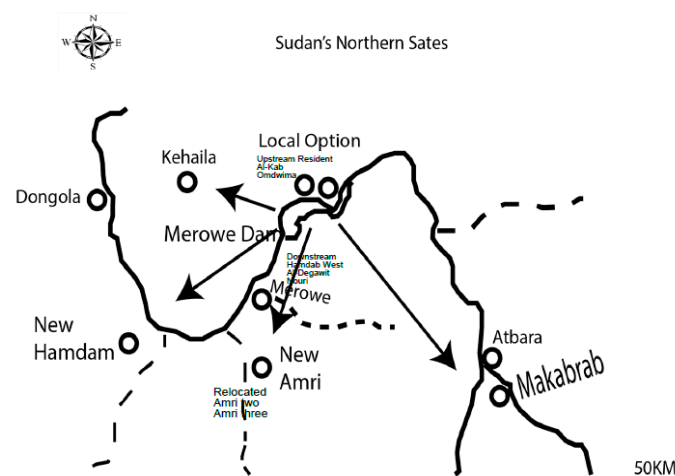 N
W E
S
Sudan's Northern Sates
Local Option
Upstream Resident
Al-Kab
Omdwima
Kehaila
Dongola
Merowe Dam
Downstream
Hamdab West
Al-Degawit
Nouri
Merowe
New
Hamdam
New
Amri
Relocated
Amri two
Amri three
Atbara
Makabrab
50KM